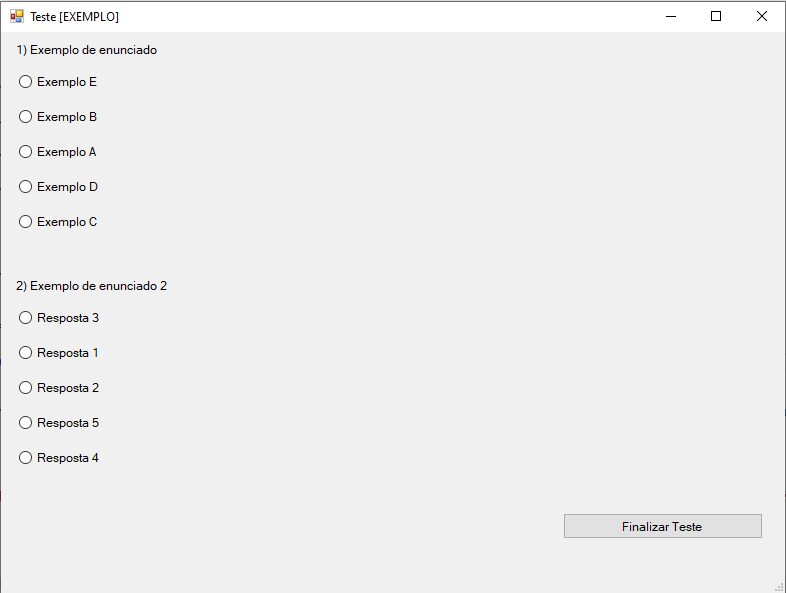 Teste [EXEMPLO]
1) Exemplo de enunciado
Exemplo E
Exemplo B
Exemplo A
Exemplo D
Exemplo C
2) Exemplo de enunciado 2
Resposta 3
Resposta 1
Resposta 2
Resposta 5
Resposta 4
Finalizar Teste